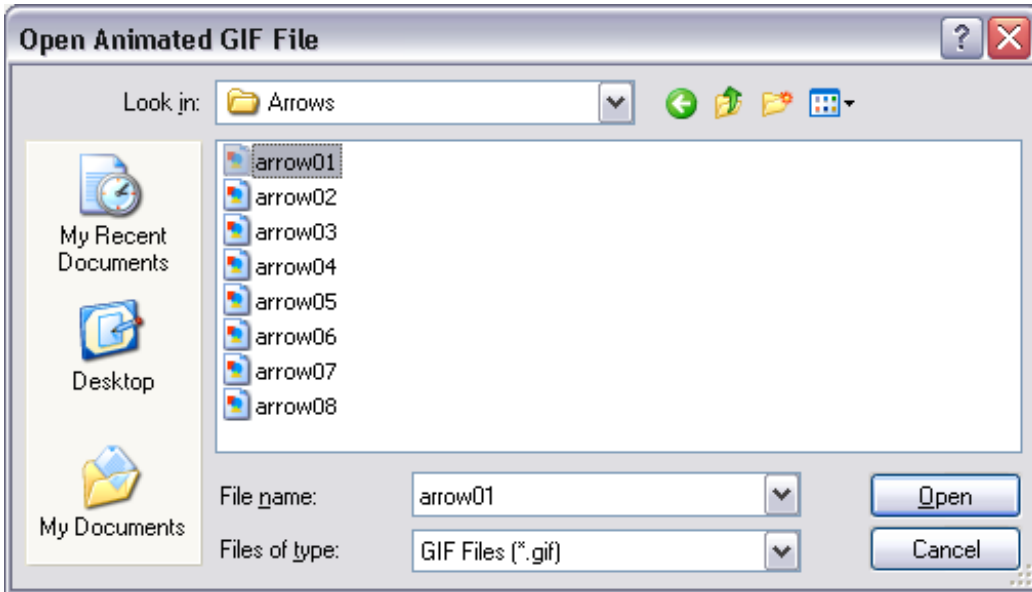 Open Animated GIF File
Look in: Arrows
arrow01
arrow02
arrow03
arrow04
arrow05
arrow06
arrow07
arrow08
My Recent
Documents
Desktop
My Documents
File name: arrow01 Open
Files of type: GIF Files (*.gif) Cancel